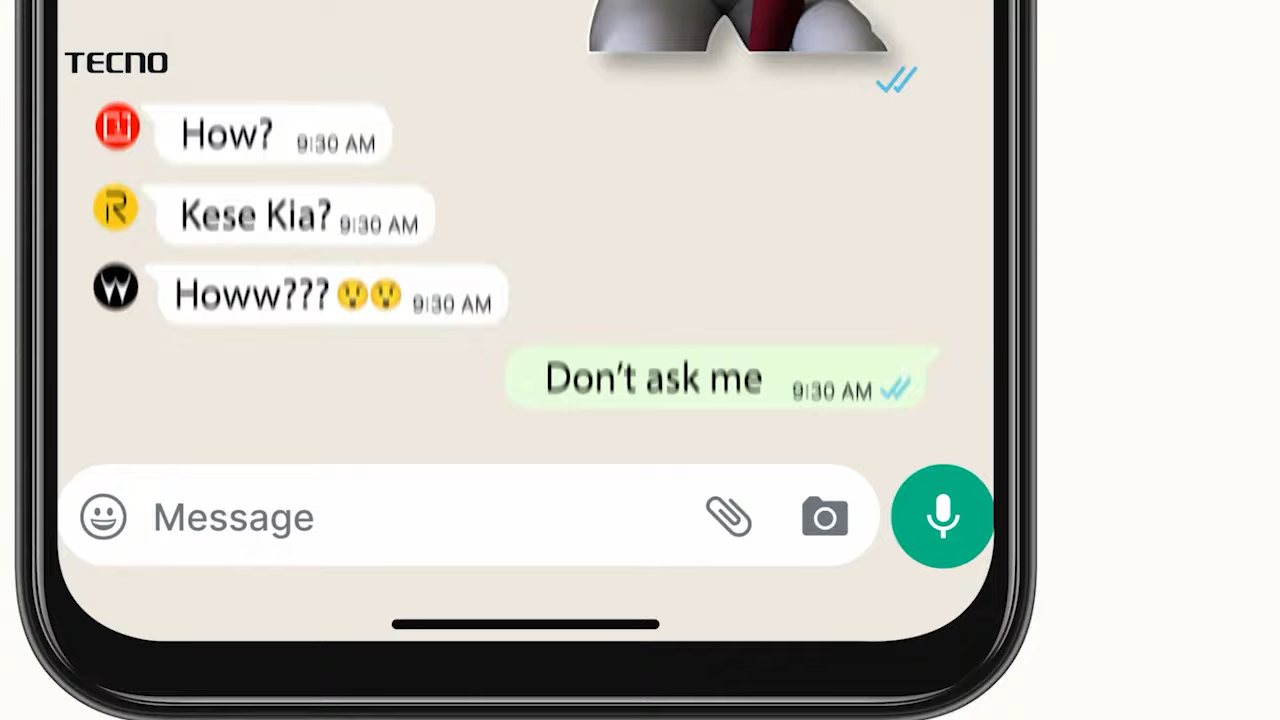 TECNO
How? 9:30 AM
Kese Kia? 9:30 AM
Howw??? 😲😲 9:30 AM
Don't ask me 9:30 AM
Message